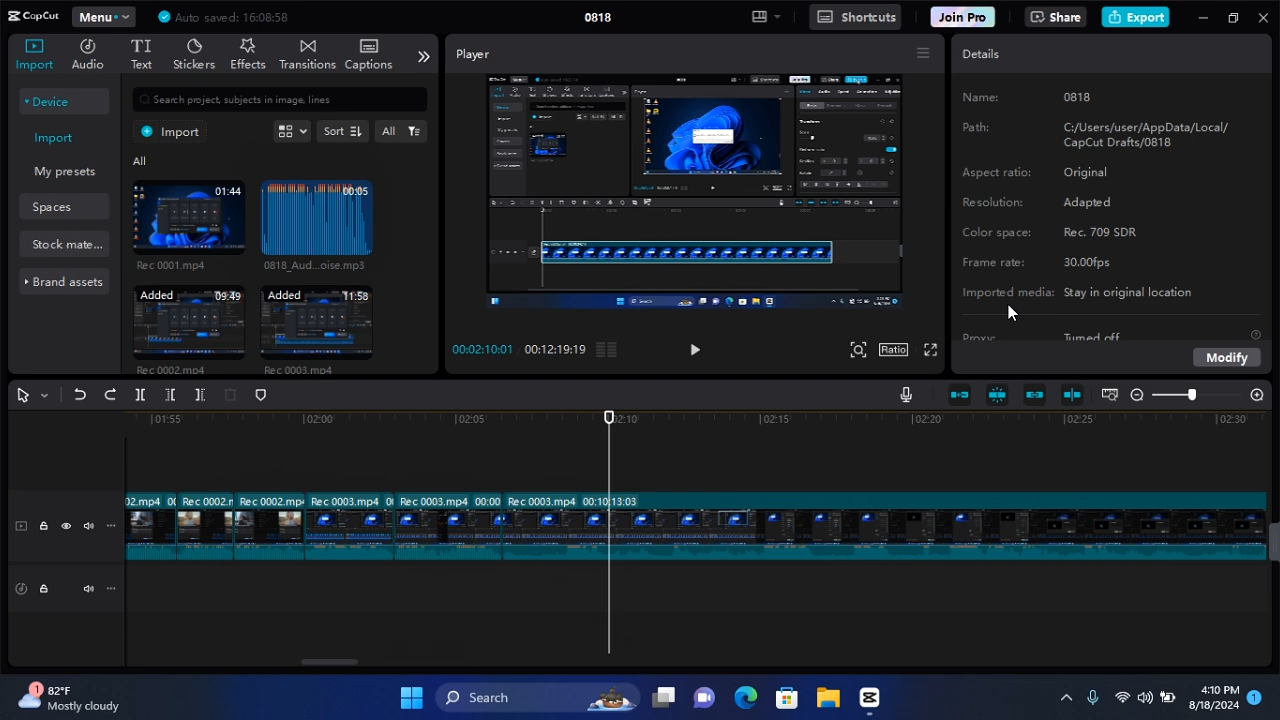 CapCut
Menu
Auto saved: 16:08:58
0818
Shortcuts
Join Pro
Share
Export
Import
Audio
Text
Stickers
Effects
Transitions
Captions
Player
Details
Device
Import
My presets
Spaces
Stock mate...
Brand assets
Search project, subjects in image, lines
Import
Sort
All
All
01:44
00:05
Rec 0001.mp4
0818_Aud...oise.mp3
Added
09:49
Added
11:58
Rec 0002.mp4
Rec 0003.mp4
00:02:10:01
00:12:19:19
Ratio
Name:
0818
Path:
C:/Users/user/AppData/Local/
CapCut Drafts/0818
Aspect ratio:
Original
Resolution:
Adapted
Color space:
Rec. 709 SDR
Frame rate:
30.00fps
Imported media:
Stay in original location
Proxy:
Turned off
Modify
01:55
02:00
02:05
02:10
02:15
02:20
02:25
02:30
02.mp4
Rec 0002.m
Rec 0002.mp4
Rec 0003.mp4
Rec 0003.mp4 00:00
Rec 0003.mp4 00:10:13:03
1
82°F
Mostly cloudy
Search
4:10 PM
8/18/2024
1